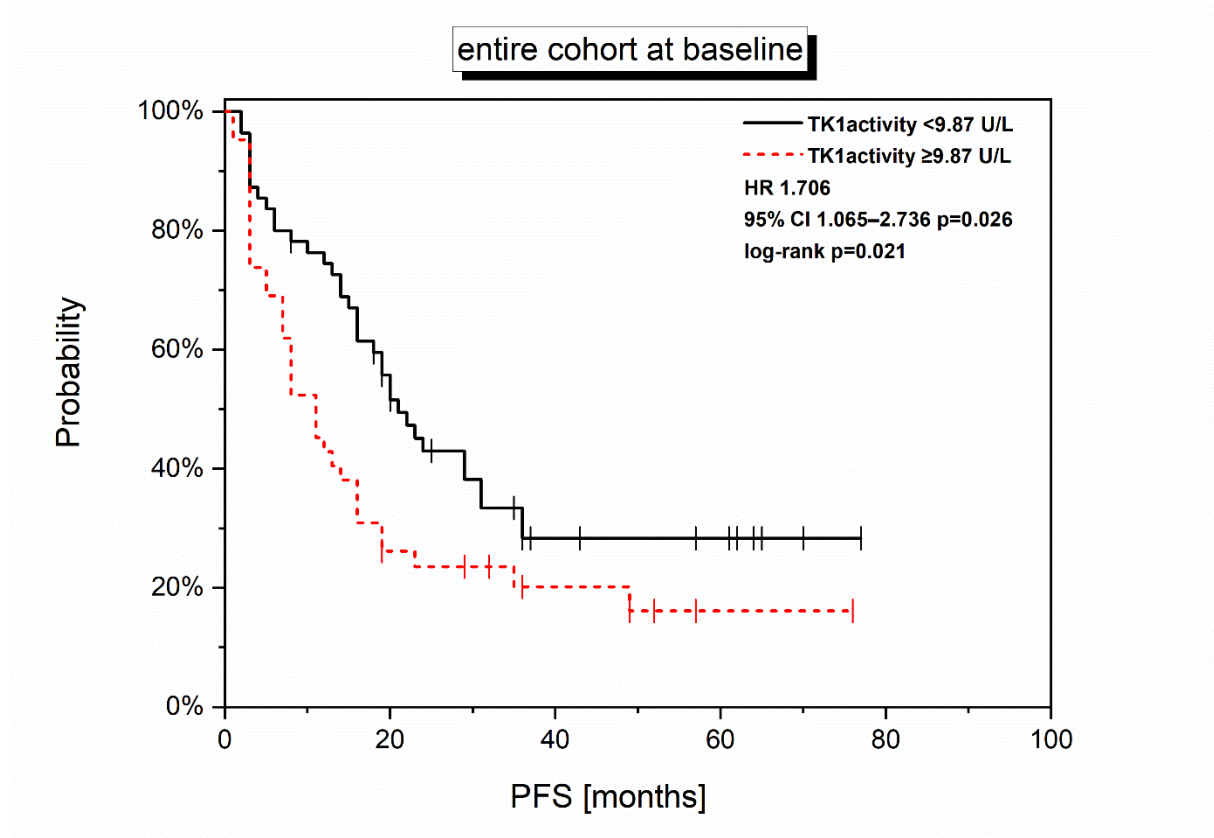 entire cohort at baseline
TK1activity <9.87 U/L
TK1activity ≥9.87 U/L
HR 1.706
95% CI 1.065–2.736 p=0.026
log-rank p=0.021
100%
80%
60%
40%
20%
0%
Probability
0 20 40 60 80 100
PFS [months]